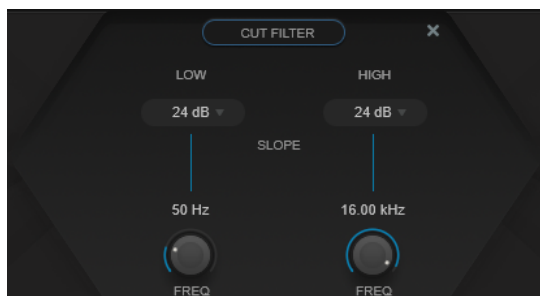 CUT FILTER
LOW HIGH
24 dB 24 dB
SLOPE
50 Hz 16.00 kHz
FREQ FREQ